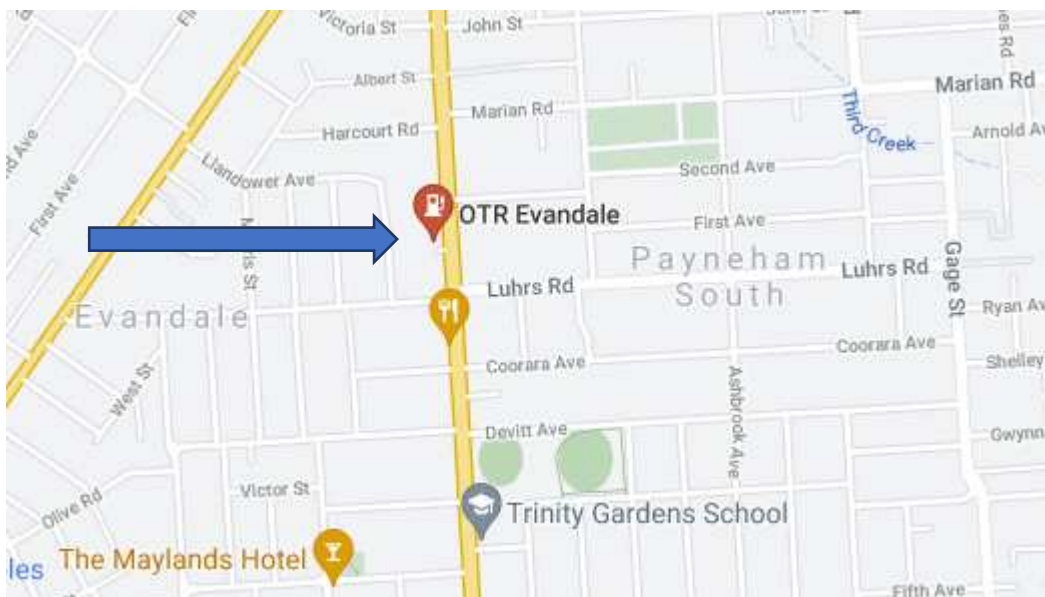 Victoria St
John St
Albert St
Marian Rd
Marian Rd
Harcourt Rd
Third Creek
Arnold Av
Llandower Ave
Second Ave
First Ave
OTR Evandale
First Ave
Payneham
South
Luhrs Rd
Luhrs Rd
Gage St
Evandale
Ryan Av
Coorara Ave
Coorara Ave
Shelley
West St
Ashbrook Ave
Devitt Ave
Gwynn
Victor St
Olive Rd
Trinity Gardens School
The Maylands Hotel
les
Fifth Ave